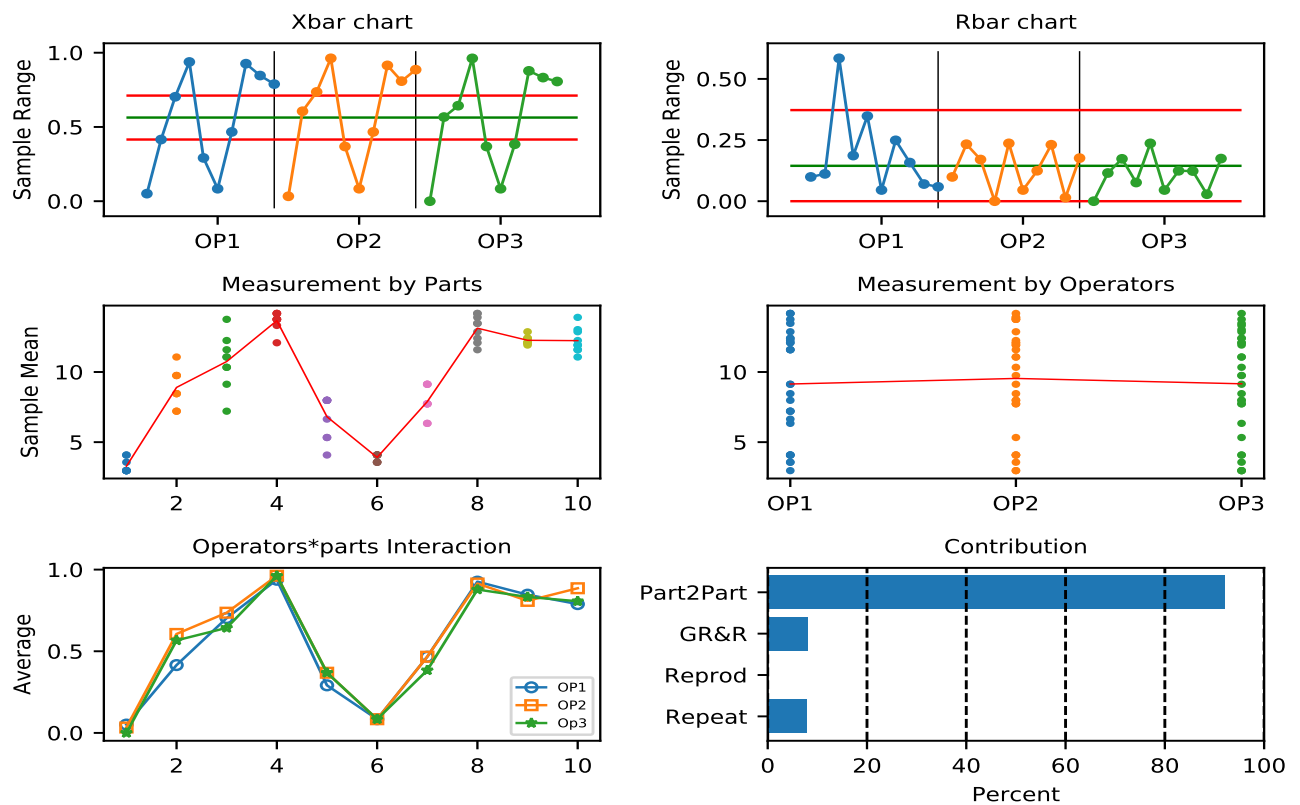 Xbar chart
Sample Range
1.0
0.5
0.0
OP1 OP2 OP3
Rbar chart
Sample Range
0.50
0.25
0.00
OP1 OP2 OP3
Measurement by Parts
Sample Mean
10
5
2 4 6 8 10
Measurement by Operators
10
5
OP1 OP2 OP3
Operators*parts Interaction
Average
1.0
0.5
0.0
OP1
OP2
Op3
2 4 6 8 10
Contribution
Part2Part
GR&R
Reprod
Repeat
0 20 40 60 80 100
Percent